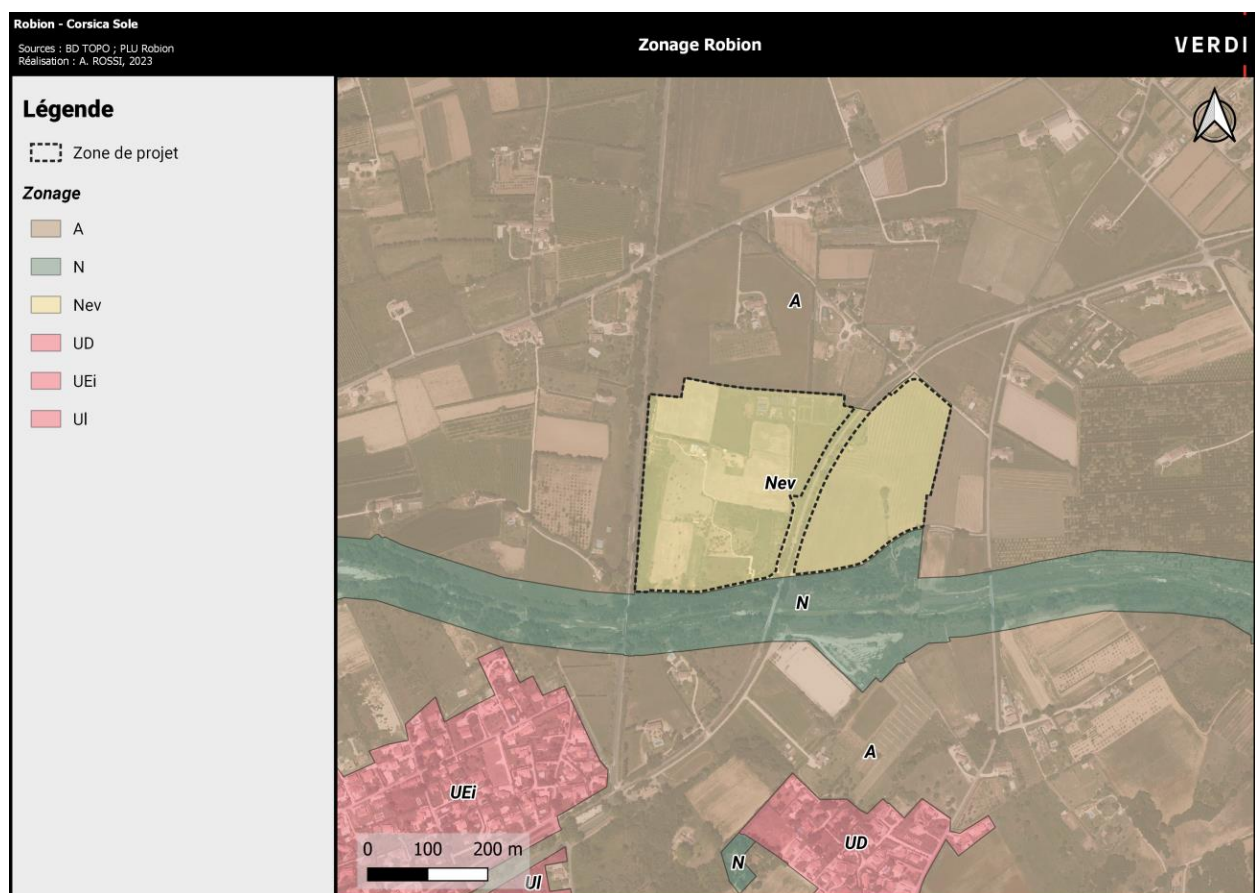 Robion - Corsica Sole
Sources : BD TOPO ; PLU Robion
Réalisation : A. ROSSI, 2023
Zonage Robion
VERDI
Légende
Zone de projet
Zonage
A
N
Nev
UD
UEi
UI
A
Nev
N
A
UEi
UD
N
UI
0 100 200 m